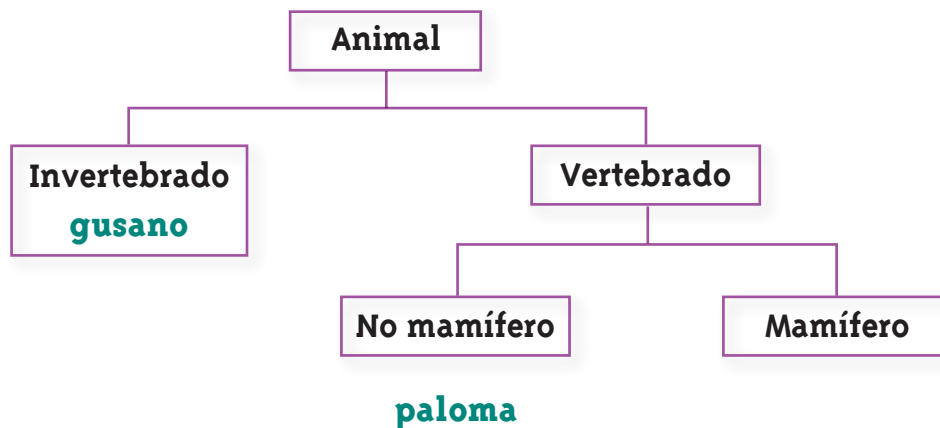 Animal
Invertebrado
gusano
Vertebrado
No mamífero
Mamífero
paloma